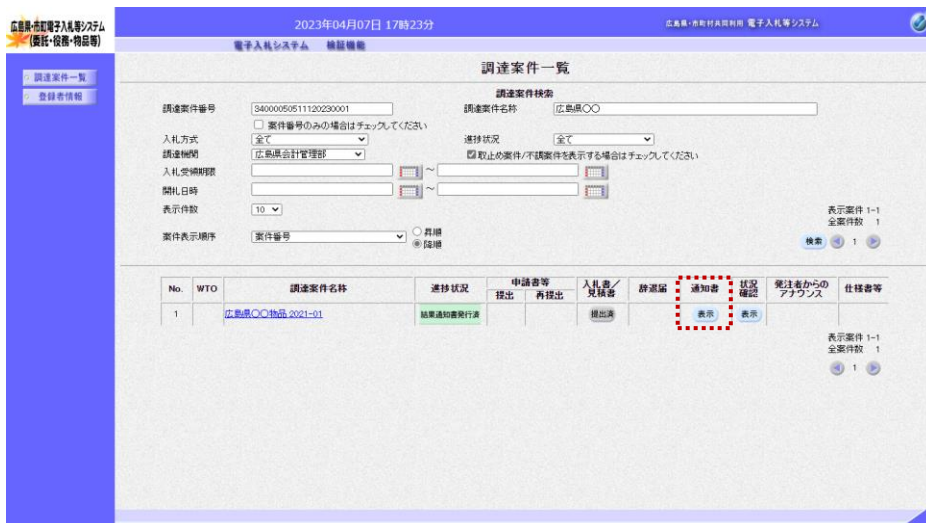 広島県・市町電子入札等システム
(委託・役務・物品等)
2023年04月07日 17時23分
広島県・市町村共同利用 電子入札等システム
電子入札システム 検証機能
調達案件一覧
登録者情報
調達案件一覧
調達案件検索
調達案件番号 34000050511120230001 調達案件名称 広島県〇〇
案件番号のみの場合はチェックしてください
入札方式 全て 進捗状況 全て
調達機関 広島県会計管理部 取止め案件/不調案件を表示する場合はチェックしてください
入札受領期限 ~
開札日時 ~
表示件数 10
表示案件 1-1
全案件数 1
案件表示順序 案件番号 昇順
降順
検索 1
No. WTO 調達案件名称 進捗状況 申請書等 提出 再提出 入札書/見積書 辞退届 通知書 状況確認 発注者からのアナウンス 仕様書等
1 広島県〇〇物品 2021-01 結果通知書発行済 提出済 表示 表示
表示案件 1-1
全案件数 1
1